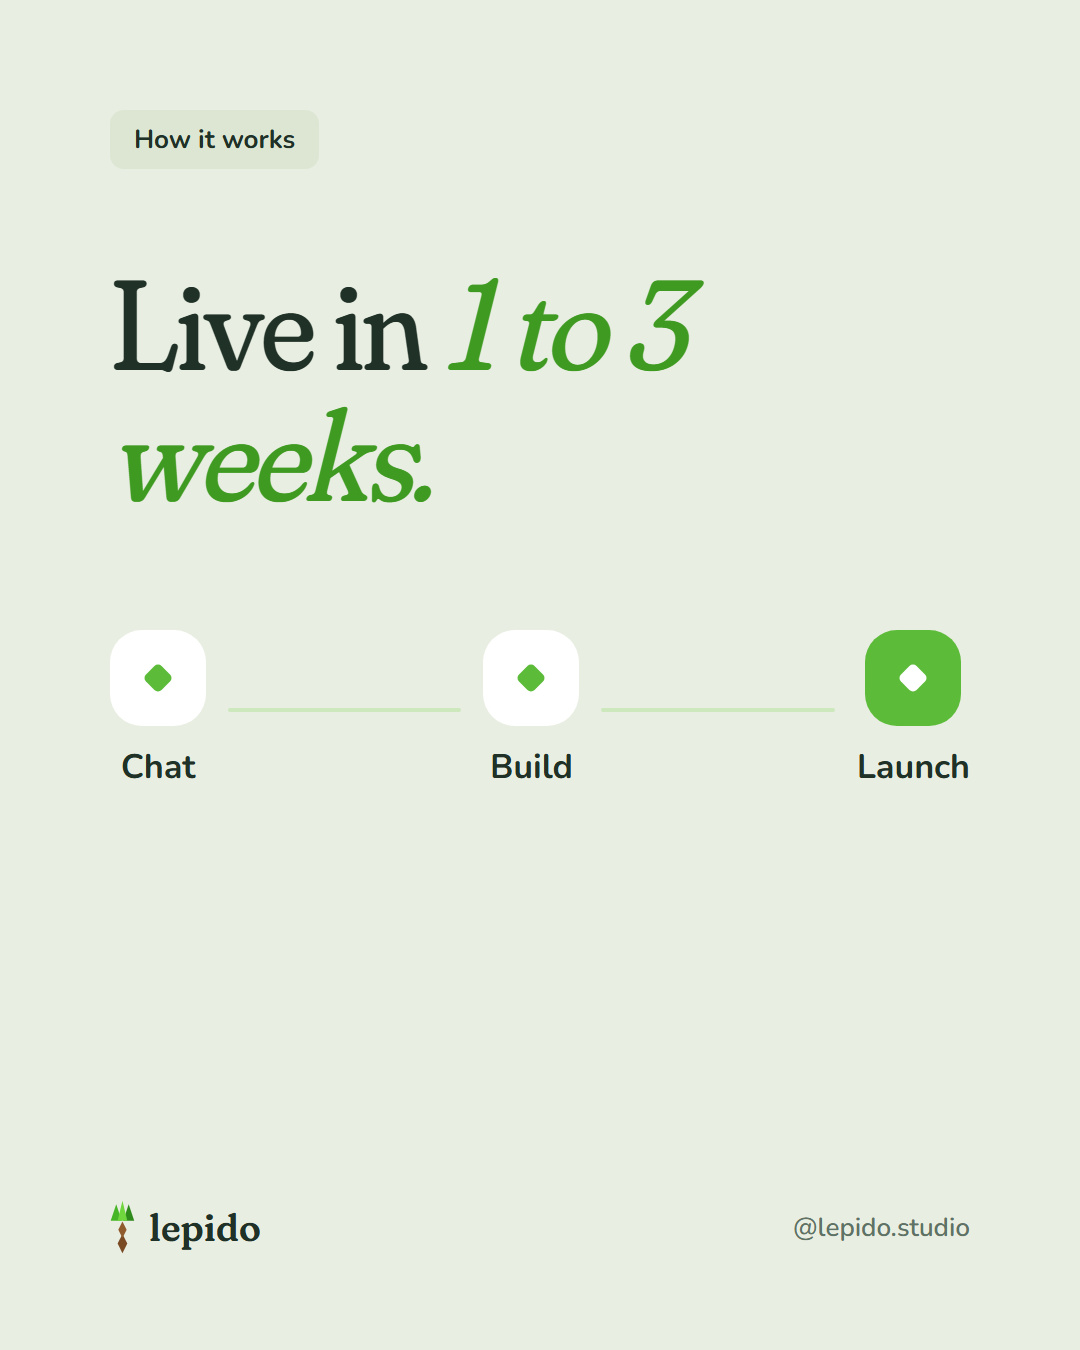 How it works
Live in 1 to 3
weeks.
Chat
Build
Launch
lepido
@lepido.studio